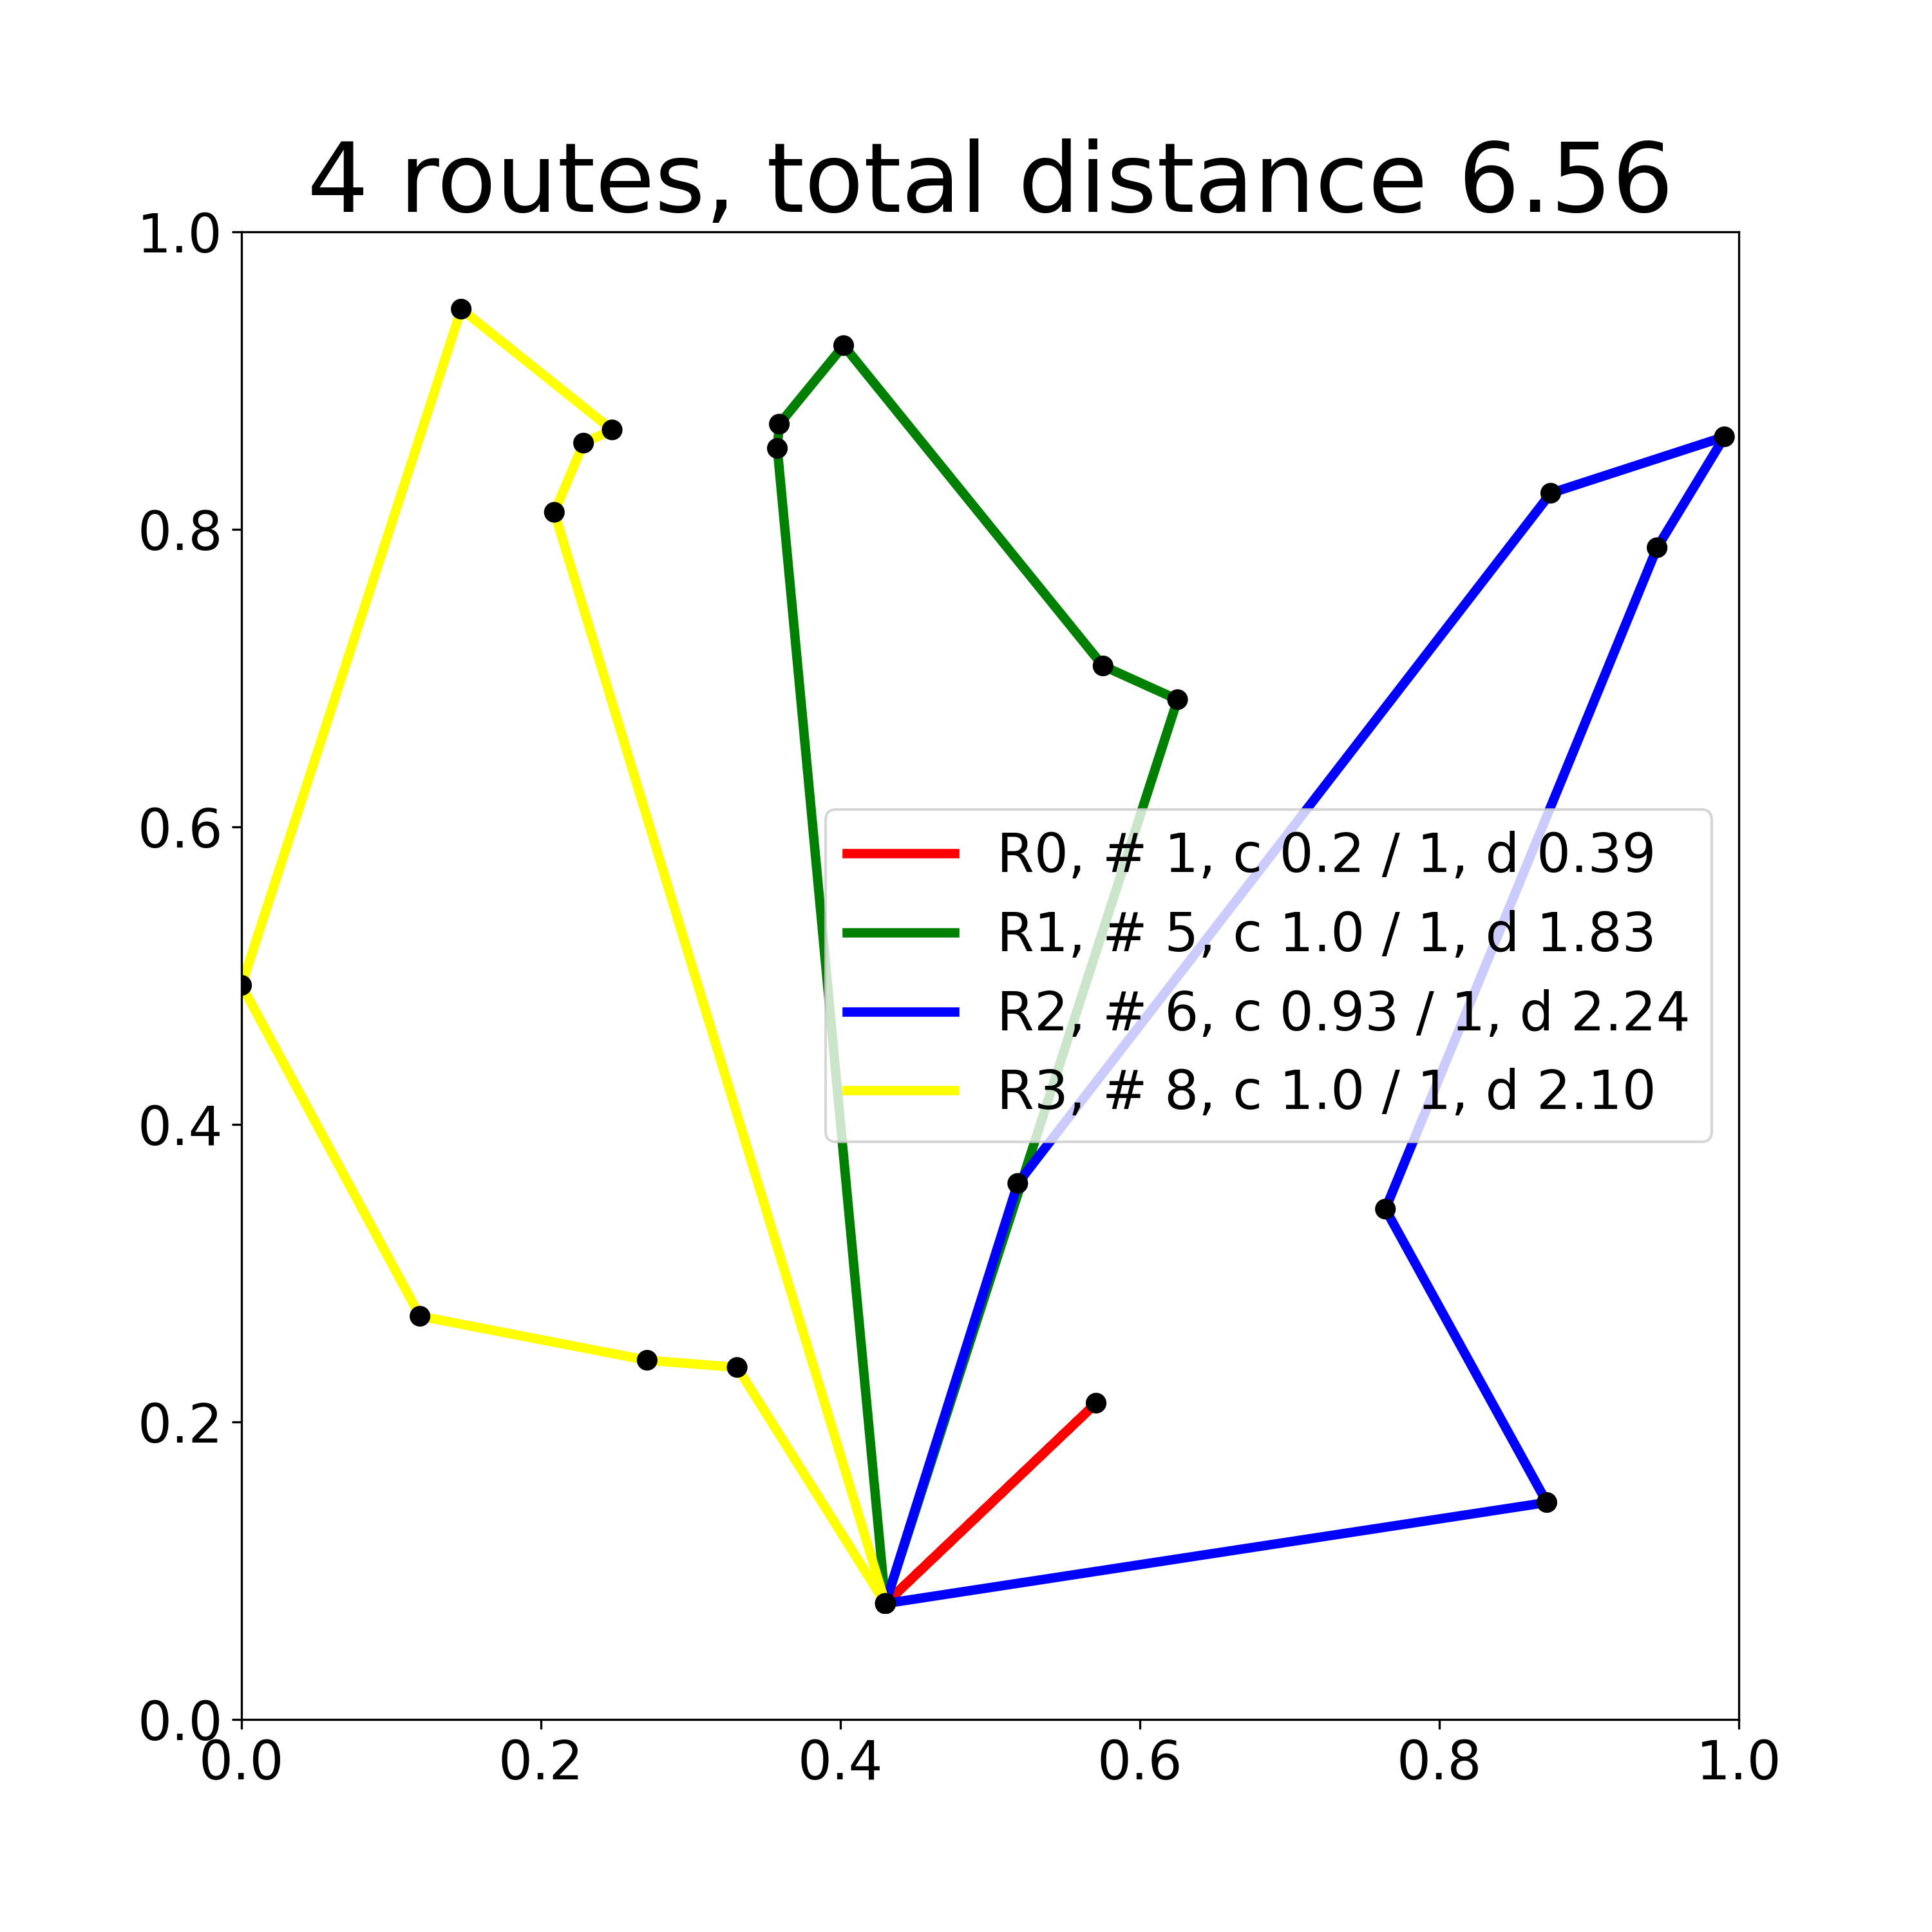 4 routes, total distance 6.56
1.0
0.8
0.6
0.4
0.2
0.0
R0, # 1, c 0.2 / 1, d 0.39
R1, # 5, c 1.0 / 1, d 1.83
R2, # 6, c 0.93 / 1, d 2.24
R3, # 8, c 1.0 / 1, d 2.10
0.0 0.2 0.4 0.6 0.8 1.0